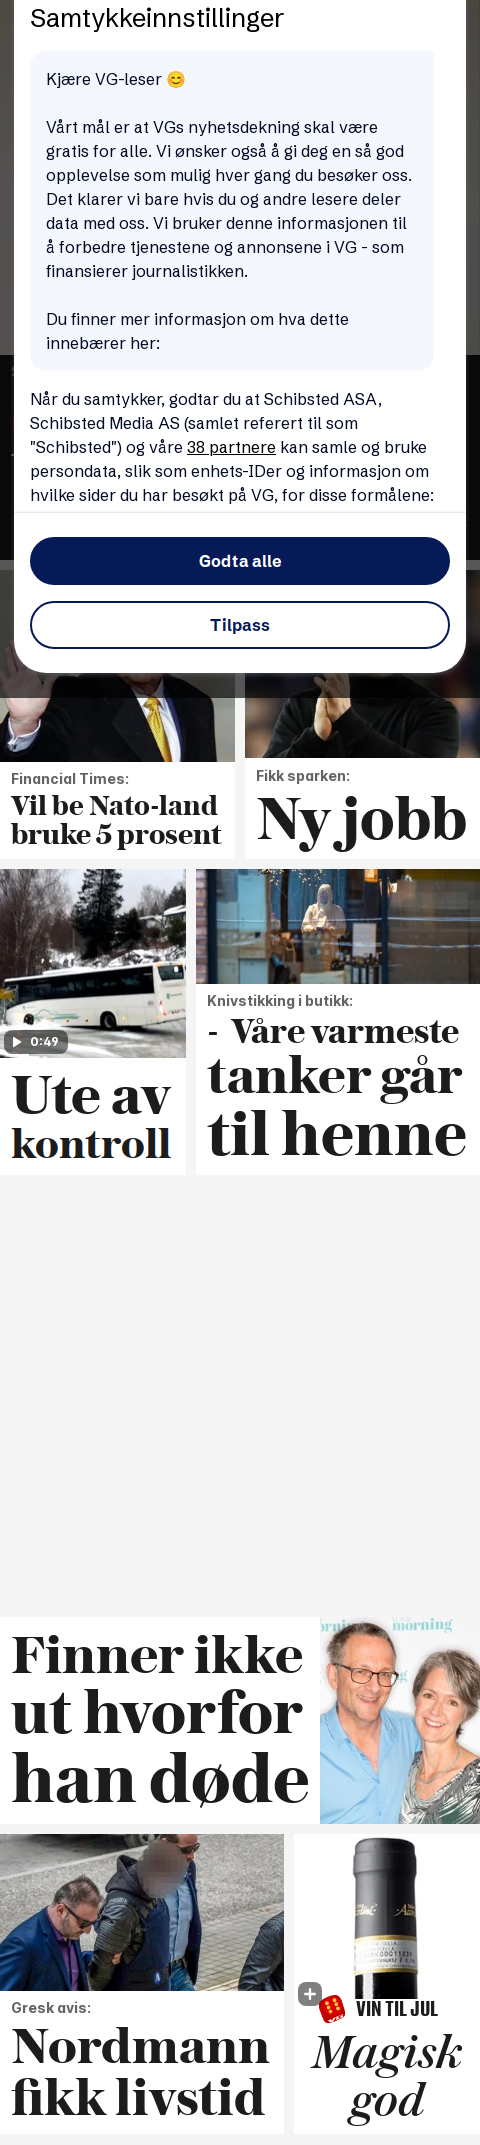 Samtykkeinnstillinger
Kjære VG-leser 😊
Vårt mål er at VGs nyhetsdekning skal være
gratis for alle. Vi ønsker også å gi deg en så god
opplevelse som mulig hver gang du besøker oss.
Det klarer vi bare hvis du og andre lesere deler
data med oss. Vi bruker denne informasjonen til
å forbedre tjenestene og annonsene i VG - som
finansierer journalistikken.
Du finner mer informasjon om hva dette
innebærer her:
Når du samtykker, godtar du at Schibsted ASA,
Schibsted Media AS (samlet referert til som
"Schibsted") og våre 38 partnere kan samle og bruke
persondata, slik som enhets-IDer og informasjon om
hvilke sider du har besøkt på VG, for disse formålene:
Godta alle
Tilpass
Financial Times:
Vil be Nato-land
bruke 5 prosent
Fikk sparken:
Ny jobb
0:49
Ute av
kontroll
Knivstikking i butikk:
- Våre varmeste
tanker går
til henne
Finner ikke
ut hvorfor
han døde
morning
Gresk avis:
Nordmann
fikk livstid
VIN TIL JUL
Magisk
god